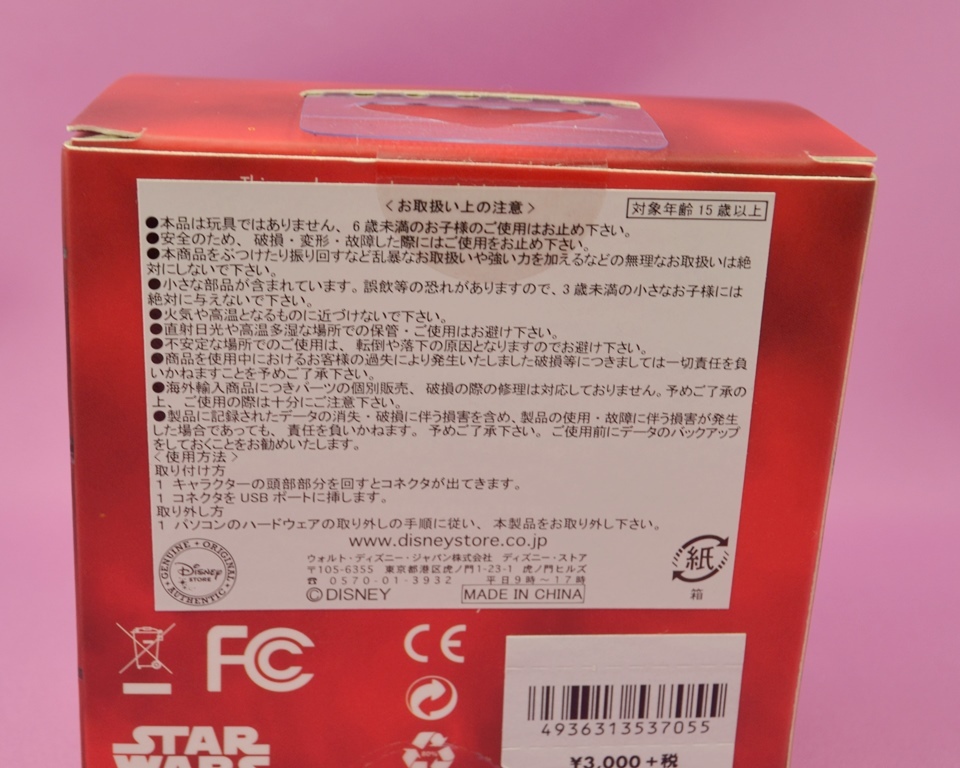 <お取扱い上の注意>
対象年齢15歳以上
●本品は玩具ではありません、6歳未満のお子様のご使用はお止め下さい。
●安全のため、破損・変形・故障した際にはご使用をお止め下さい。
●本商品をぶつけたり振り回すなど乱暴なお取扱いや強い力を加えるなどの無理なお取扱いは絶
対にしないで下さい。
●小さな部品が含まれています。誤飲等の恐れがありますので、3歳未満の小さなお子様には
絶対に与えないで下さい。
●火気や高温となるものに近づけないで下さい。
●直射日光や高温多湿な場所での保管・ご使用はお避け下さい。
●不安定な場所でのご使用は、転倒や落下の原因となりますのでお避け下さい。
●商品を使用中におけるお客様の過失により発生いたしました破損等につきましては一切責任を負
いかねますことを予めご了承下さい。
●海外輸入商品につきパーツの個別販売、破損の際の修理は対応しておりません。予めご了承の
上、ご使用の際は十分にご注意下さい。
●製品に記録されたデータの消失・破損に伴う損害を含め、製品の使用・故障に伴う損害が発生
した場合であっても、責任を負いかねます。予めご了承下さい。ご使用前にデータのバックアップ
をしておくことをお勧めいたします。
<使用方法>
取り付け方
1 キャラクターの頭部部分を回すとコネクタが出てきます。
1 コネクタをUSBポートに挿します。
取り外し方
1 パソコンのハードウェアの取り外しの手順に従い、本製品をお取り外し下さい。
www.disneystore.co.jp
GENUINE • ORIGINAL • AUTHENTIC
Disney
STORE
ウォルト・ディズニー・ジャパン株式会社 ディズニー・ストア
〒105-6355 東京都港区虎ノ門1-23-1 虎ノ門ヒルズ
☎ 0570-01-3932 平日9時～17時
©DISNEY
MADE IN CHINA
紙
箱
FC
CE
STAR
WARS
4936313537055
¥3,000+税